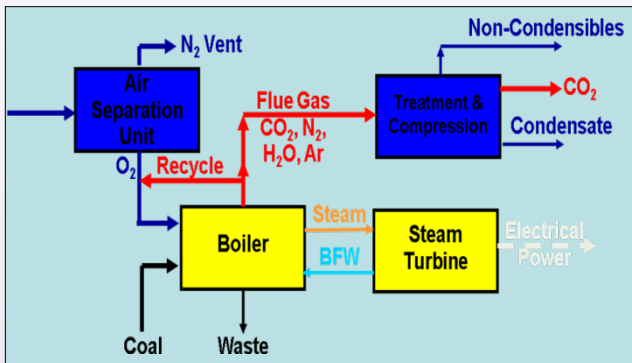 Non-Condensibles
N₂ Vent
Air
Separation
Unit
Flue Gas
CO₂, N₂,
H₂O, Ar
Treatment &
Compression
CO₂
Condensate
O₂
Recycle
Boiler
Steam
BFW
Steam
Turbine
Electrical
Power
Coal
Waste